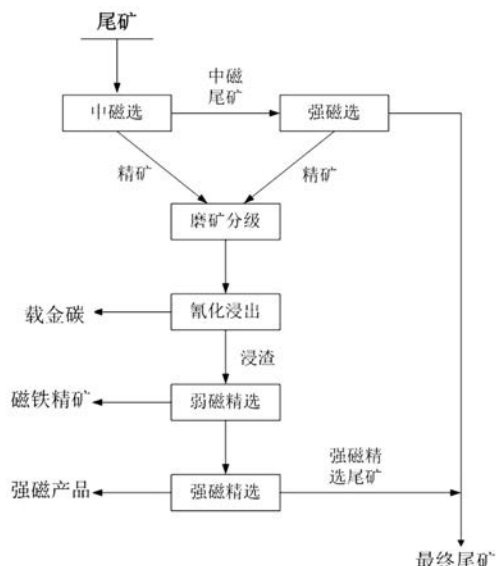 尾矿
中磁
尾矿
中磁选
强磁选
精矿
精矿
磨矿分级
载金碳
氰化浸出
浸渣
磁铁精矿
弱磁精选
强磁精
选尾矿
强磁产品
强磁精选
最终尾矿